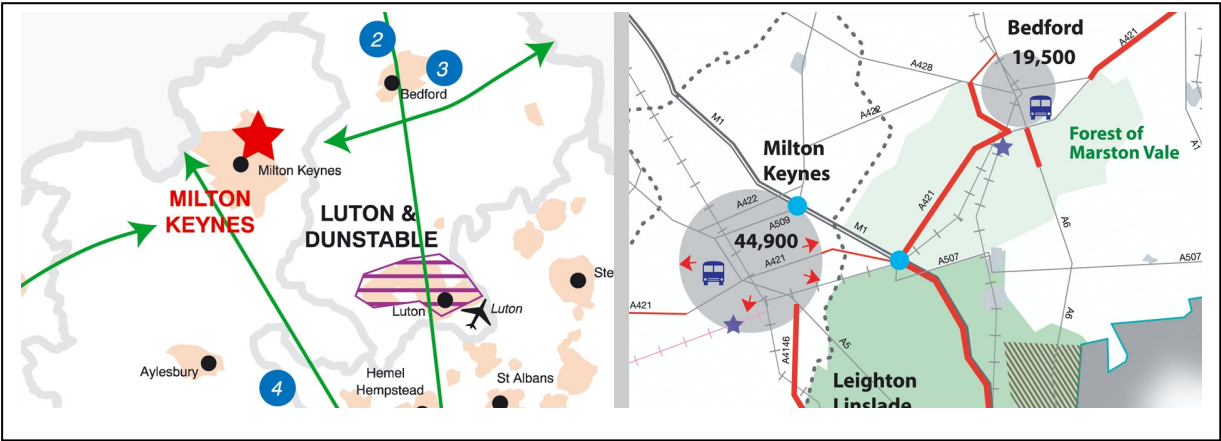 2
3
Bedford
Milton Keynes
MILTON
KEYNES
LUTON &
DUNSTABLE
Ste
Luton
Luton
Aylesbury
4
Hemel
Hempstead
St Albans
Bedford
19,500
A421
A428
M1
A422
A1
Forest of
Marston Vale
Milton
Keynes
A422
A509
44,900
A421
M1
A421
A6
A507
A507
A421
A6
A5
A4146
Leighton
Linslade